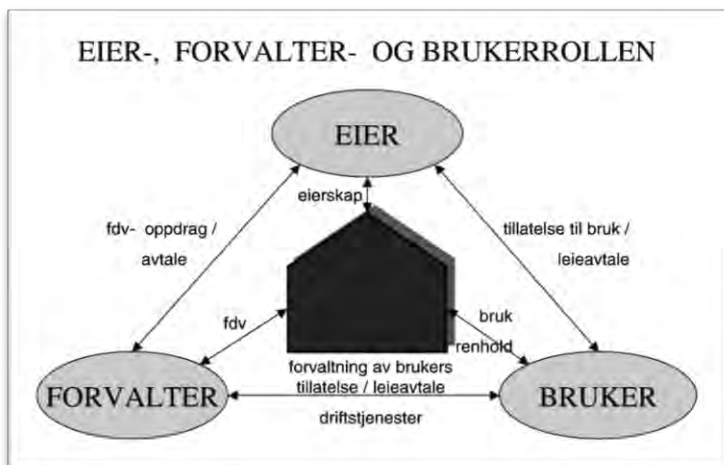 EIER-, FORVALTER- OG BRUKERROLLEN
EIER
eierskap
fdv- oppdrag /
avtale
tillatelse til bruk /
leieavtale
fdv
bruk
renhold
forvaltning av brukers
tillatelse / leieavtale
FORVALTER
BRUKER
driftstjenester